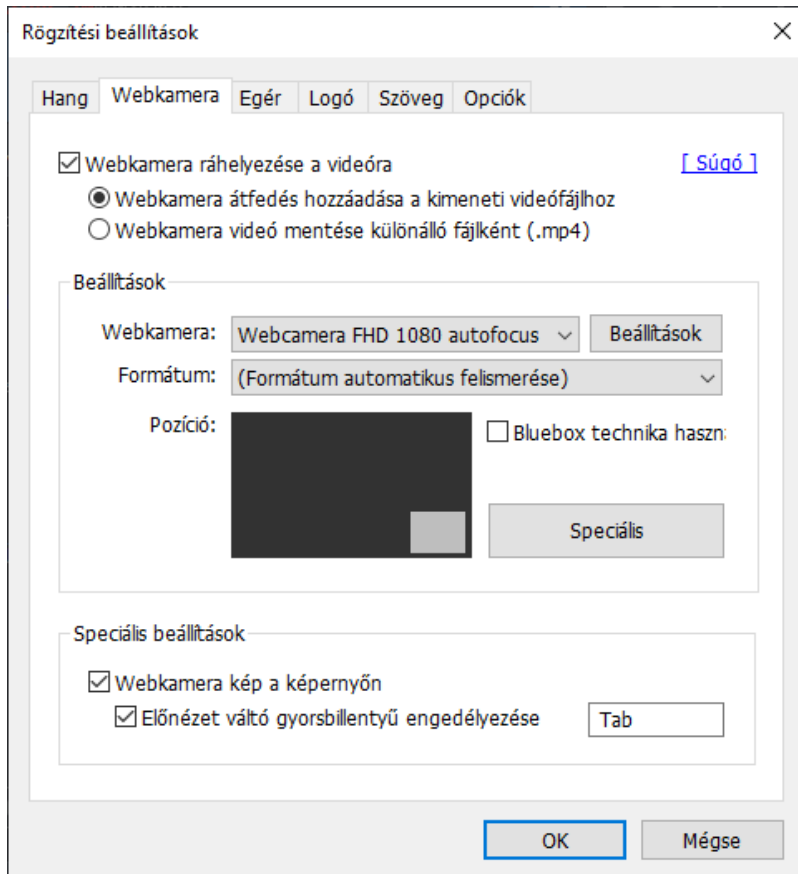 Rögzítési beállítások
Hang Webkamera Egér Logó Szöveg Opciók
Webkamera ráhelyezése a videóra [ Súgó ]
Webkamera átfedés hozzáadása a kimeneti videófájlhoz
Webkamera videó mentése különálló fájlként (.mp4)
Beállítások
Webkamera: Webcamera FHD 1080 autofocus Beállítások
Formátum: (Formátum automatikus felismerése)
Pozíció: Bluebox technika haszn
Speciális
Speciális beállítások
Webkamera kép a képernyőn
Előnézet váltó gyorsbillentyű engedélyezése Tab
OK Mégse